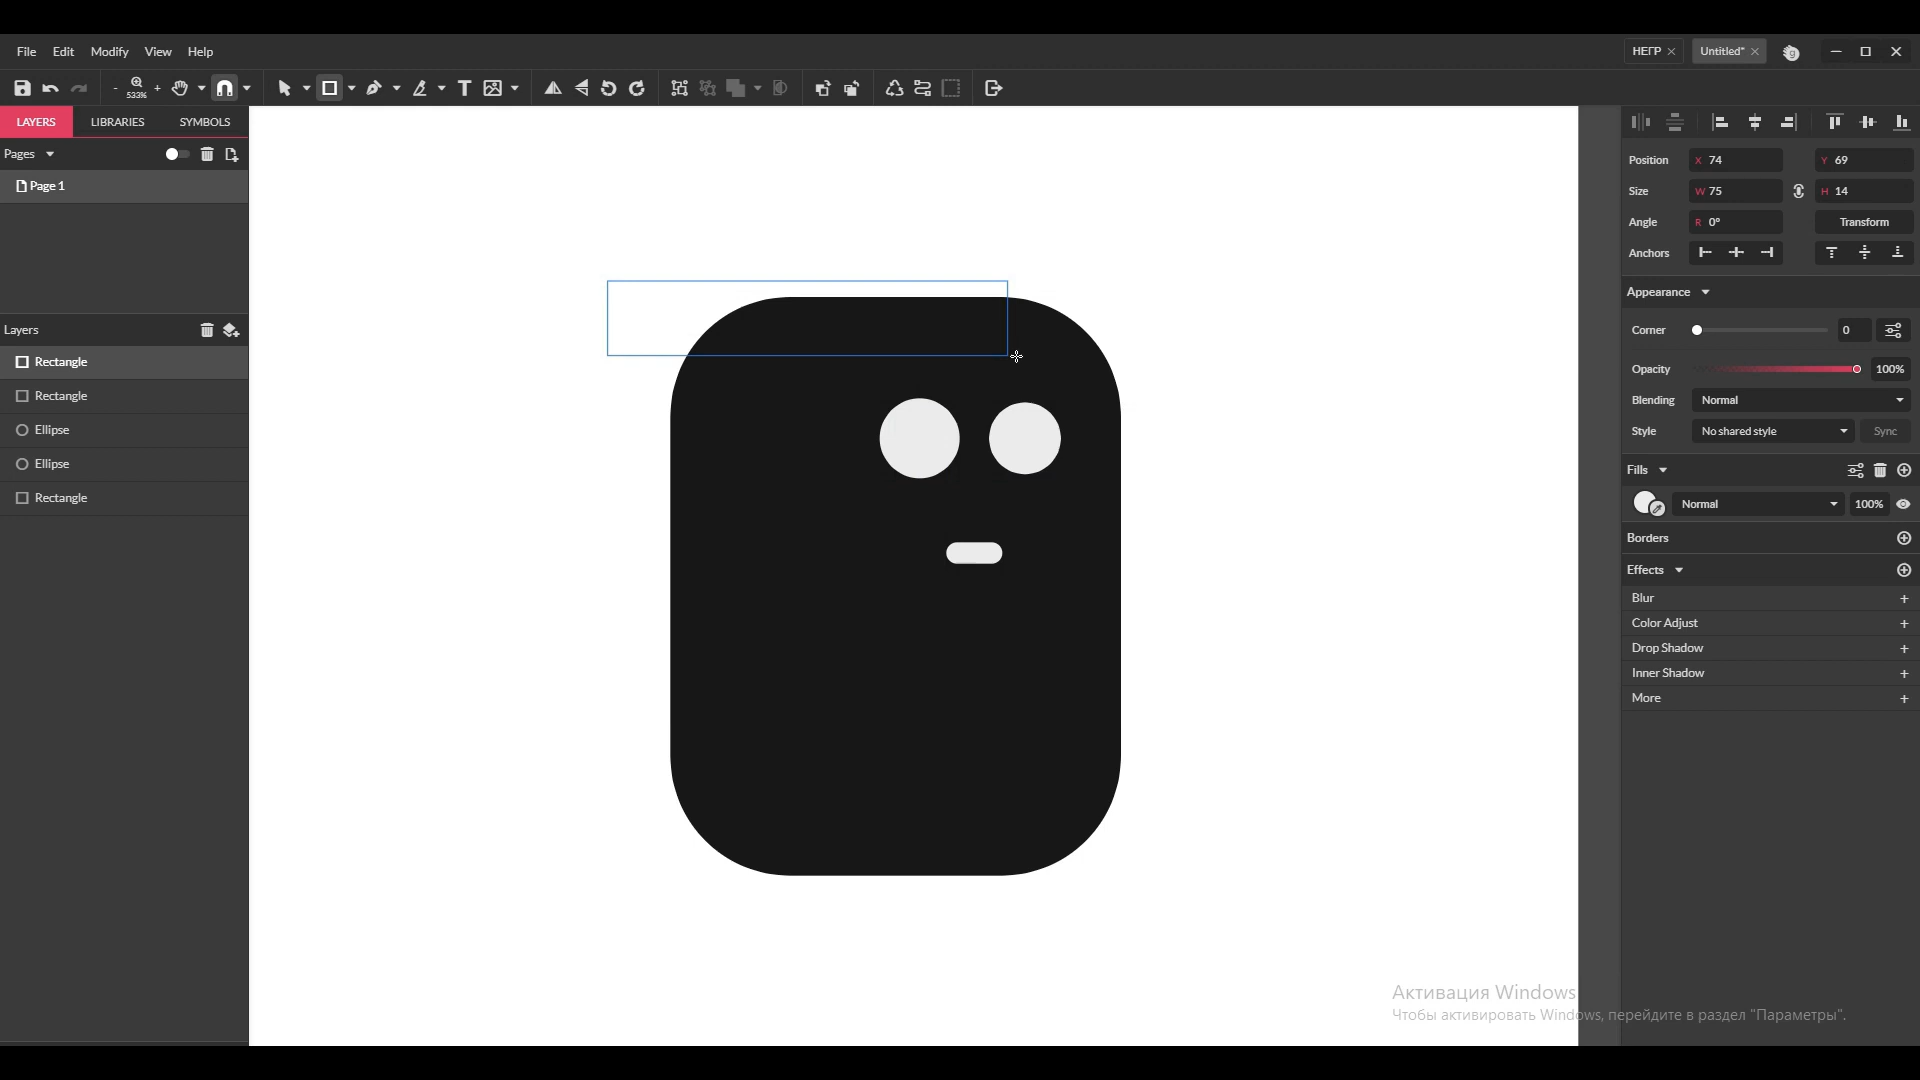 File Edit Modify View Help НЕГР Untitled*
- 533% +
LAYERS LIBRARIES SYMBOLS
Pages
Page 1
Layers
Rectangle
Rectangle
Ellipse
Ellipse
Rectangle
Position X 74 Y 69
Size W 75 H 14
Angle R 0° Transform
Anchors
Appearance
Corner 0
Opacity 100%
Blending Normal
Style No shared style Sync
Fills
Normal 100%
Borders
Effects
Blur +
Color Adjust +
Drop Shadow +
Inner Shadow +
More +
Активация Windows
Чтобы активировать Windows, перейдите в раздел "Параметры".